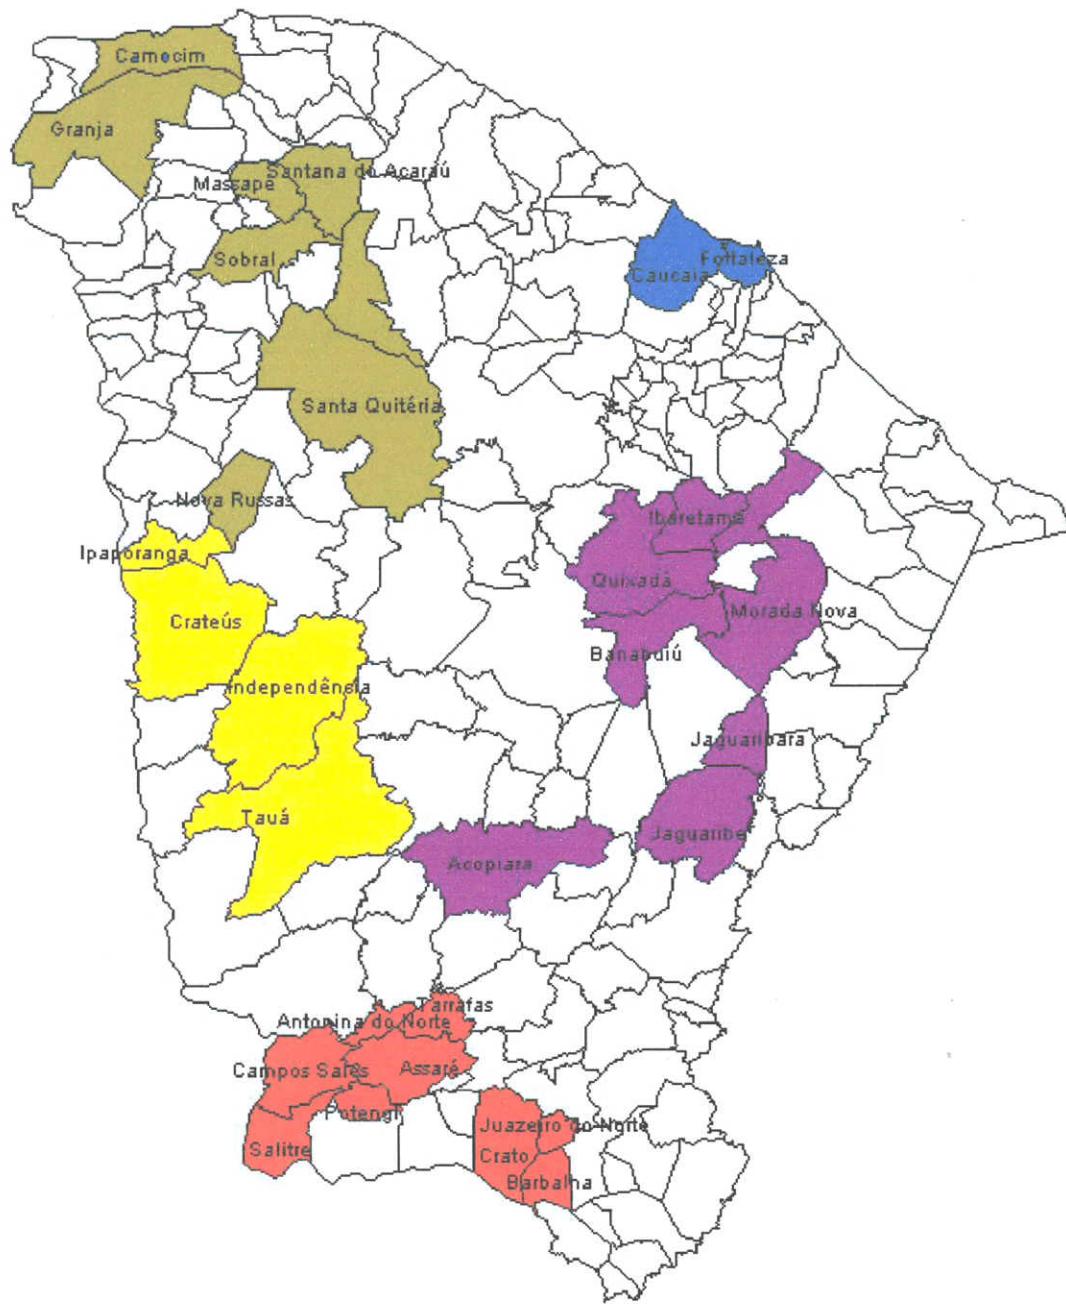 Camocim
Granja
Santana do Acaraú
Massapê
Fortaleza
Sobral
Caucaia
Santa Quitéria
Nova Russas
Ibaretama
Ipaporanga
Quixadá
Morada Nova
Crateús
Banabuiú
Independência
Jaguaribara
Tauá
Jaguaribe
Acopiara
Tarrafas
Antonina do Norte
Campos Sales
Assaré
Potengi
Juazeiro do Norte
Salitre
Crato
Barbalha